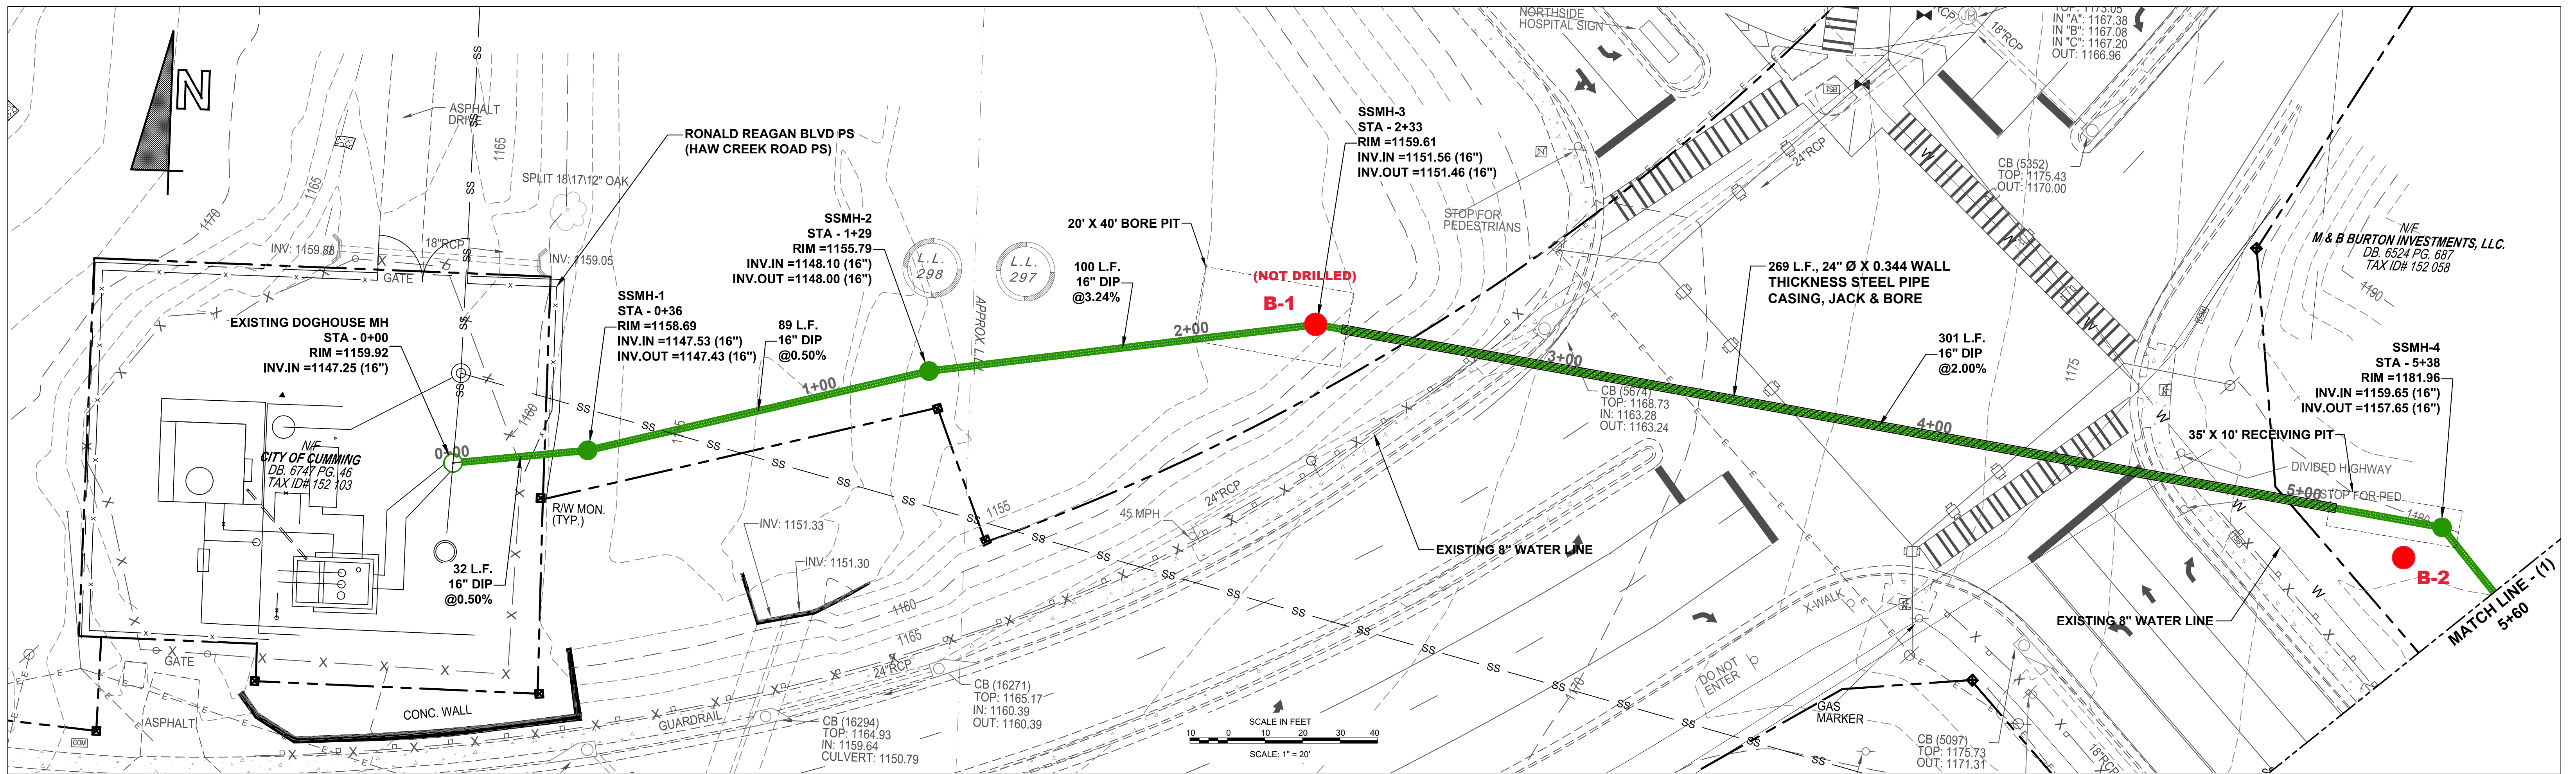 N
ASPHALT
DRIVE
SS
1165
1165
1170
RONALD REAGAN BLVD PS
(HAW CREEK ROAD PS)
SPLIT 18\17\12" OAK
INV: 1159.88
18"RCP
INV: 1159.05
GATE
EXISTING DOGHOUSE MH
STA - 0+00
RIM =1159.92
INV.IN =1147.25 (16")
SSMH-1
STA - 0+36
RIM =1158.69
INV.IN =1147.53 (16")
INV.OUT =1147.43 (16")
89 L.F.
16" DIP
@0.50%
SSMH-2
STA - 1+29
RIM =1155.79
INV.IN =1148.10 (16")
INV.OUT =1148.00 (16")
L.L.
298
L.L.
297
APPROX. L.L.
100 L.F.
16" DIP
@3.24%
20' X 40' BORE PIT
(NOT DRILLED)
B-1
SSMH-3
STA - 2+33
RIM =1159.61
INV.IN =1151.56 (16")
INV.OUT =1151.46 (16")
NORTHSIDE
HOSPITAL SIGN
STOP FOR
PEDESTRIANS
24"RCP
18"RCP
TOP: 1173.05
IN "A": 1167.38
IN "B": 1167.08
IN "C": 1167.20
OUT: 1166.96
CB (5352)
TOP: 1175.43
OUT: 1170.00
N/F
M & B BURTON INVESTMENTS, LLC.
DB. 6524 PG. 687
TAX ID# 152 058
1190
269 L.F., 24" Ø X 0.344 WALL
THICKNESS STEEL PIPE
CASING, JACK & BORE
301 L.F.
16" DIP
@2.00%
1175
SSMH-4
STA - 5+38
RIM =1181.96
INV.IN =1159.65 (16")
INV.OUT =1157.65 (16")
35' X 10' RECEIVING PIT
DIVIDED HIGHWAY
STOP FOR PED
1180
0+00
1+00
2+00
3+00
4+00
5+00
CB (5674)
TOP: 1168.73
IN: 1163.28
OUT: 1163.24
N/F
CITY OF CUMMING
DB. 6747 PG. 46
TAX ID# 152 103
1160
R/W MON.
(TYP.)
32 L.F.
16" DIP
@0.50%
INV: 1151.33
INV: 1151.30
1155
1160
1165
45 MPH
24"RCP
EXISTING 8" WATER LINE
B-2
EXISTING 8" WATER LINE
MATCH LINE - (1)
5+60
X-WALK
DO NOT
ENTER
1170
GAS
MARKER
CB (5097)
TOP: 1175.73
OUT: 1171.31
18"RCP
GATE
ASPHALT
COM
CONC. WALL
GUARDRAIL
24"RCP
CB (16294)
TOP: 1164.93
IN: 1159.64
CULVERT: 1150.79
CB (16271)
TOP: 1165.17
IN: 1160.39
OUT: 1160.39
SCALE IN FEET
10 0 10 20 30 40
SCALE: 1" = 20'